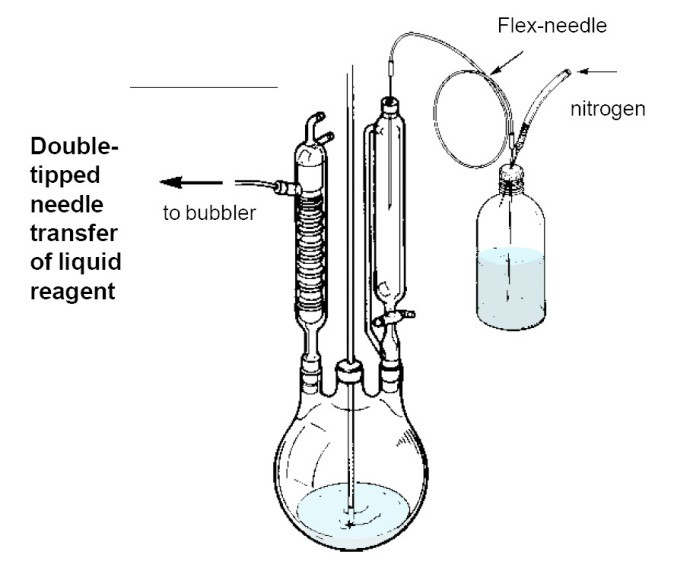 Flex-needle
nitrogen
Double-
tipped
needle
transfer
of liquid
reagent
to bubbler